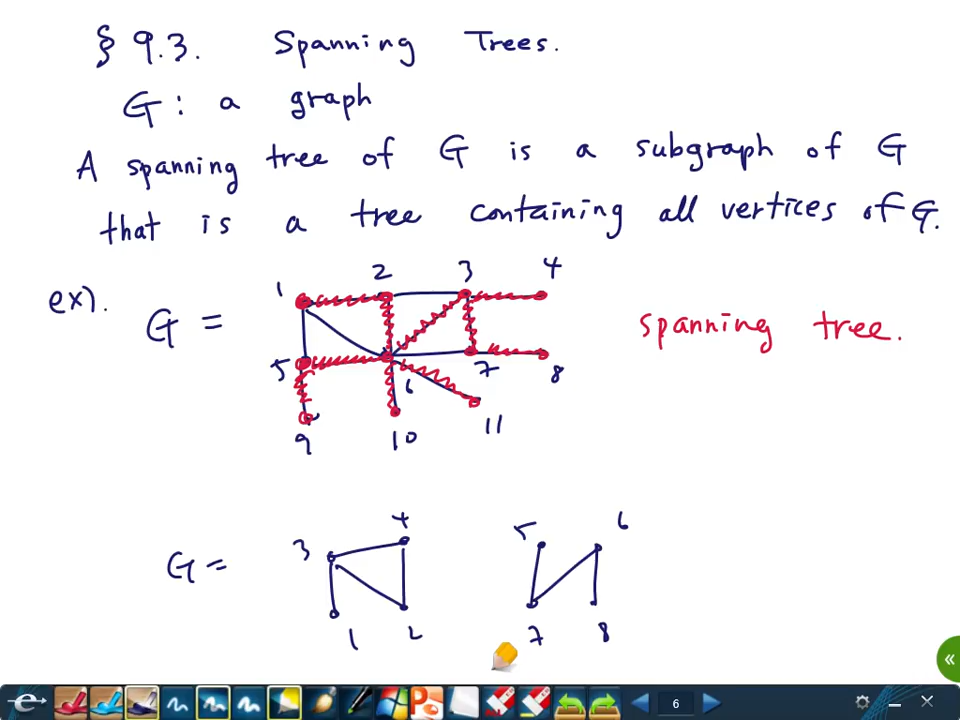 § 9.3. Spanning Trees.
G: a graph
A spanning tree of G is a subgraph of G
that is a tree containing all vertices of G.
ex).
G =
1 2 3 4
5 6 7 8
9 10 11
spanning tree.
G =
3 4 5 6
1 2 7 8
6